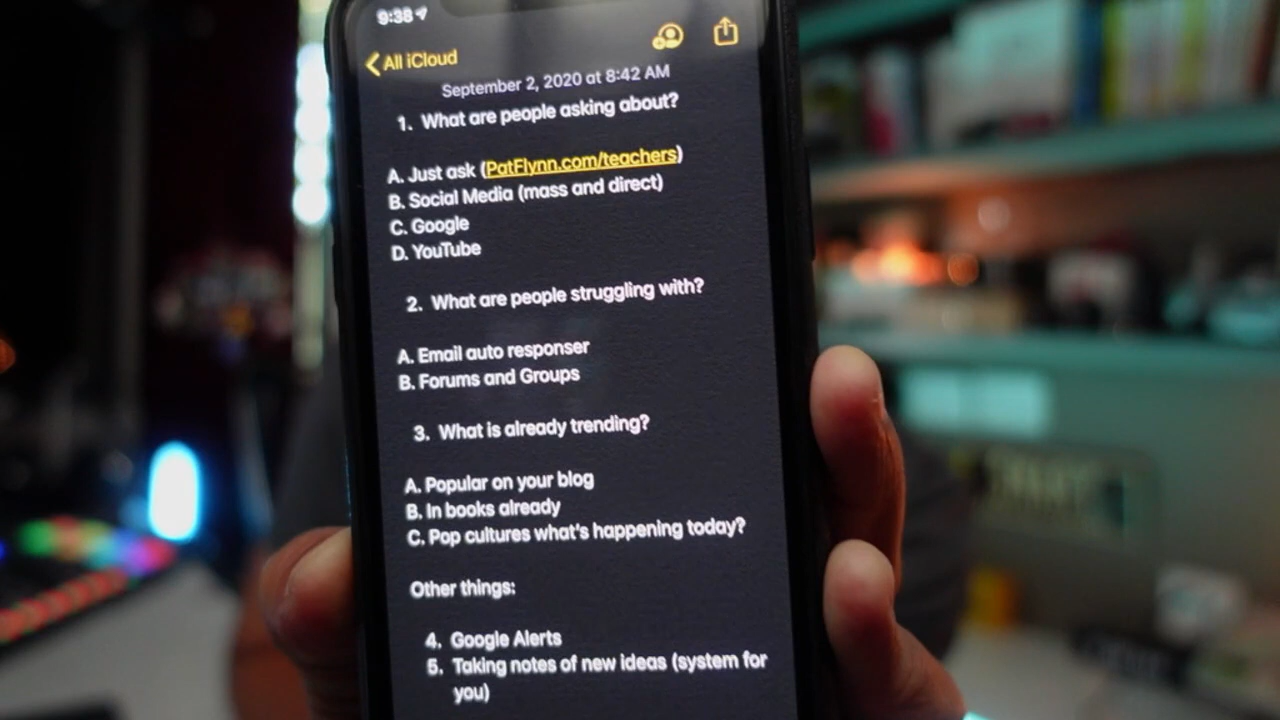 9:38
All iCloud
September 2, 2020 at 8:42 AM
1. What are people asking about?
A. Just ask (PatFlynn.com/teachers)
B. Social Media (mass and direct)
C. Google
D. YouTube
2. What are people struggling with?
A. Email auto responser
B. Forums and Groups
3. What is already trending?
A. Popular on your blog
B. In books already
C. Pop cultures what's happening today?
Other things:
4. Google Alerts
5. Taking notes of new ideas (system for
you)